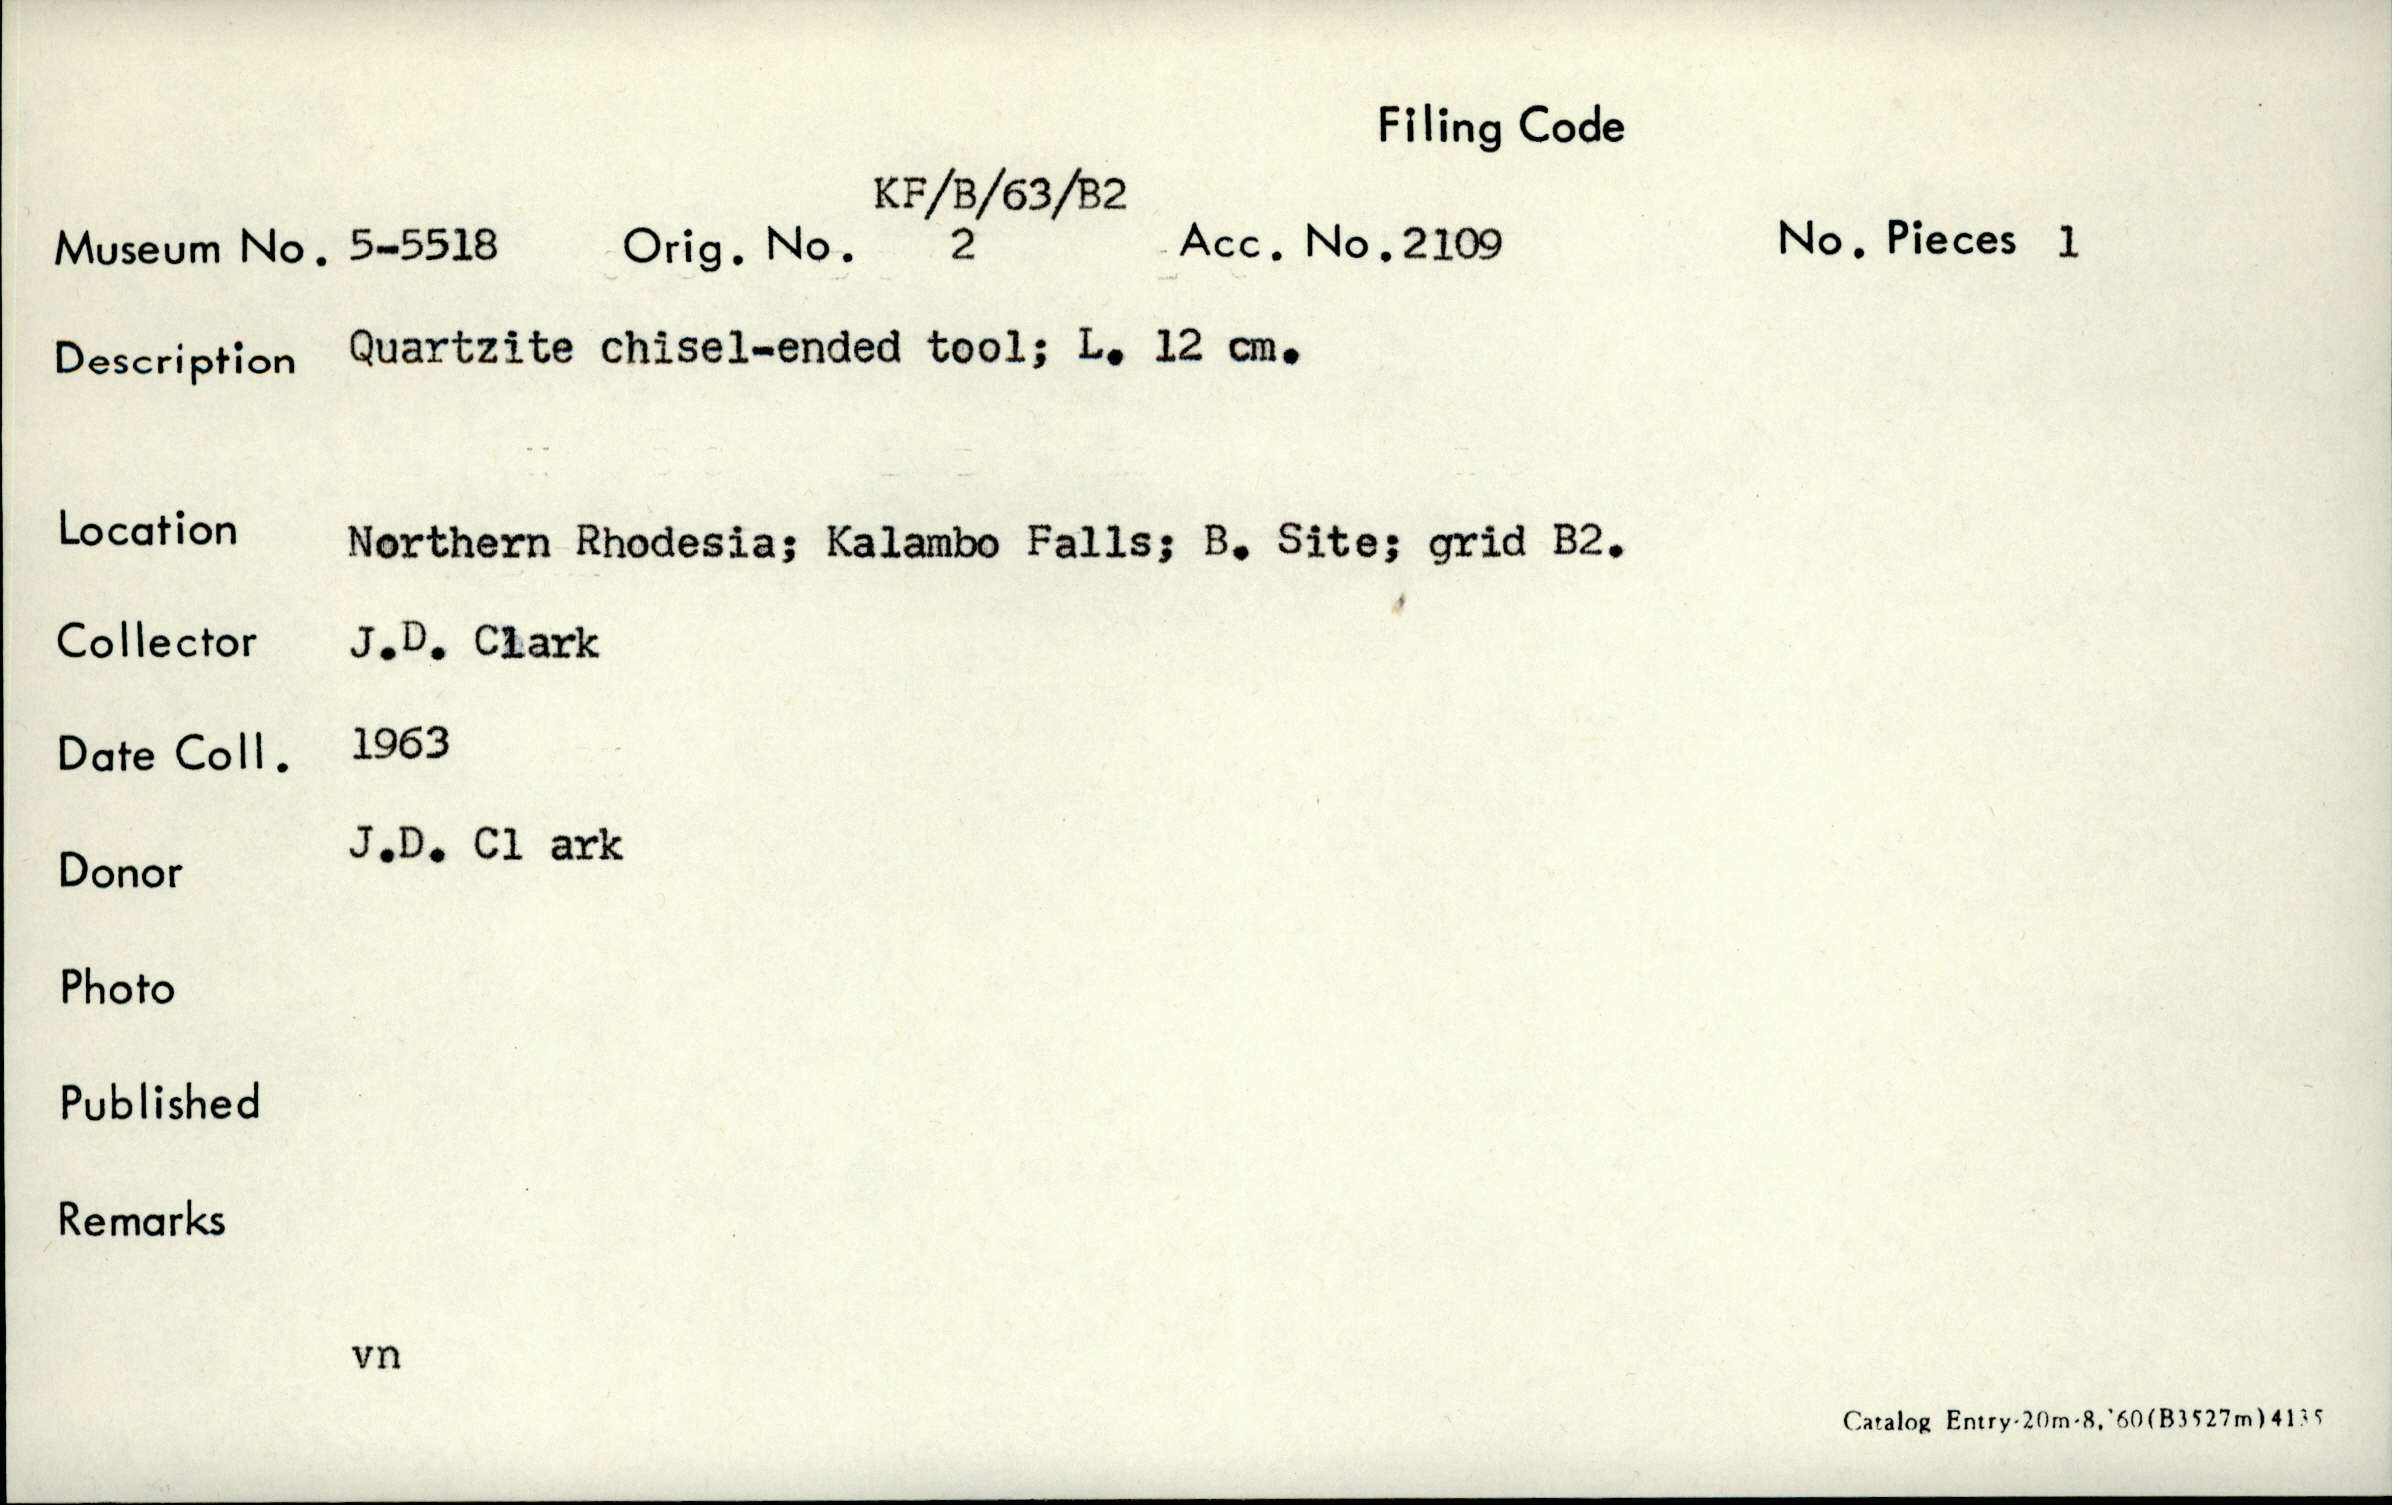 Filing Code
KF/B/63/B2
Museum No. 5-5518 Orig. No. 2 Acc. No. 2109 No. Pieces 1
Description Quartzite chisel-ended tool; L. 12 cm.
Location Northern Rhodesia; Kalambo Falls; B. Site; grid B2.
Collector J.D. Clark
Date Coll. 1963
Donor J.D. Cl ark
Photo
Published
Remarks
vn
Catalog Entry-20m-8,'60(B3527m)4135